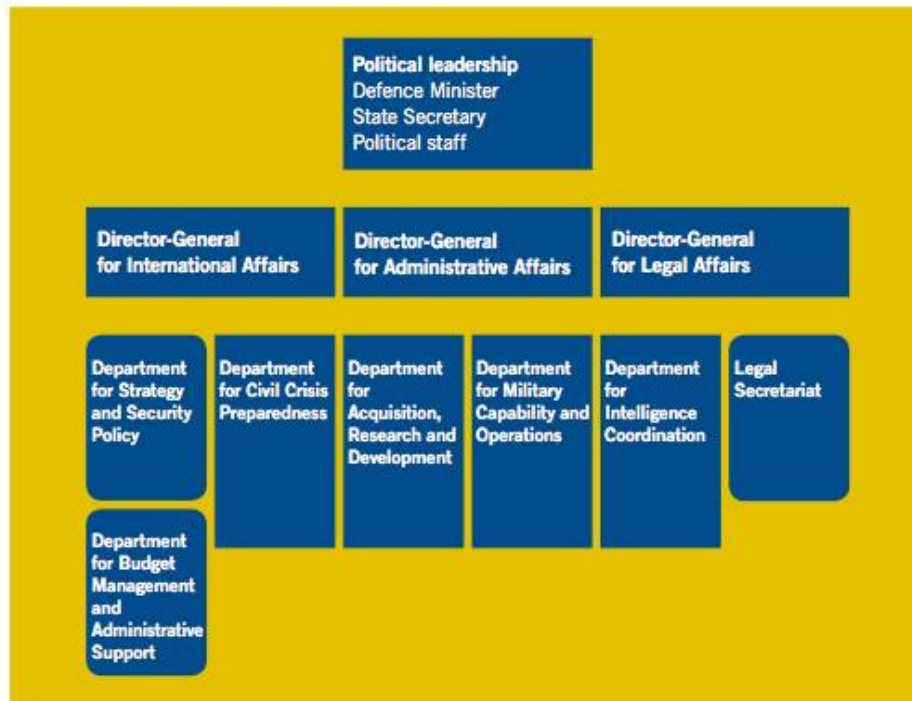 Political leadership
Defence Minister
State Secretary
Political staff
Director-General
for International Affairs
Director-General
for Administrative Affairs
Director-General
for Legal Affairs
Department
for Strategy
and Security
Policy
Department
for Civil Crisis
Preparedness
Department
for
Acquisition,
Research and
Development
Department
for Military
Capability and
Operations
Department
for
Intelligence
Coordination
Legal
Secretariat
Department
for Budget
Management
and
Administrative
Support